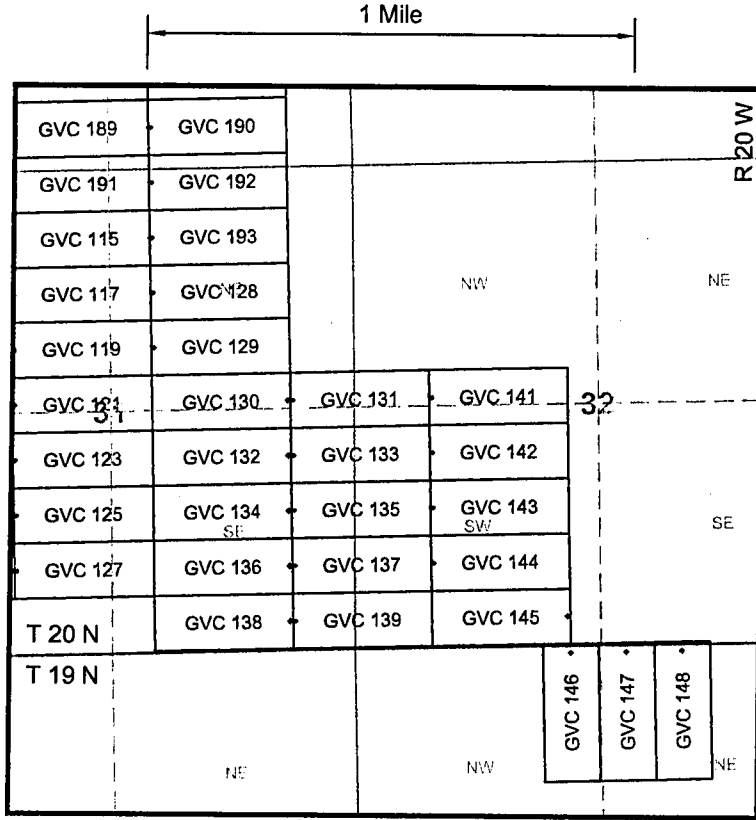 1 Mile
R 20 W
GVC 189 GVC 190
GVC 191 GVC 192
GVC 115 GVC 193
GVC 117 GVC 128 NE NW NE
GVC 119 GVC 129
GVC 121 GVC 130 GVC 131 GVC 141
31 32
GVC 123 GVC 132 GVC 133 GVC 142
GVC 125 GVC 134 GVC 135 GVC 143
SE SW SE
GVC 127 GVC 136 GVC 137 GVC 144
T 20 N GVC 138 GVC 139 GVC 145
T 19 N
GVC 146 GVC 147 GVC 148
NE NW NE